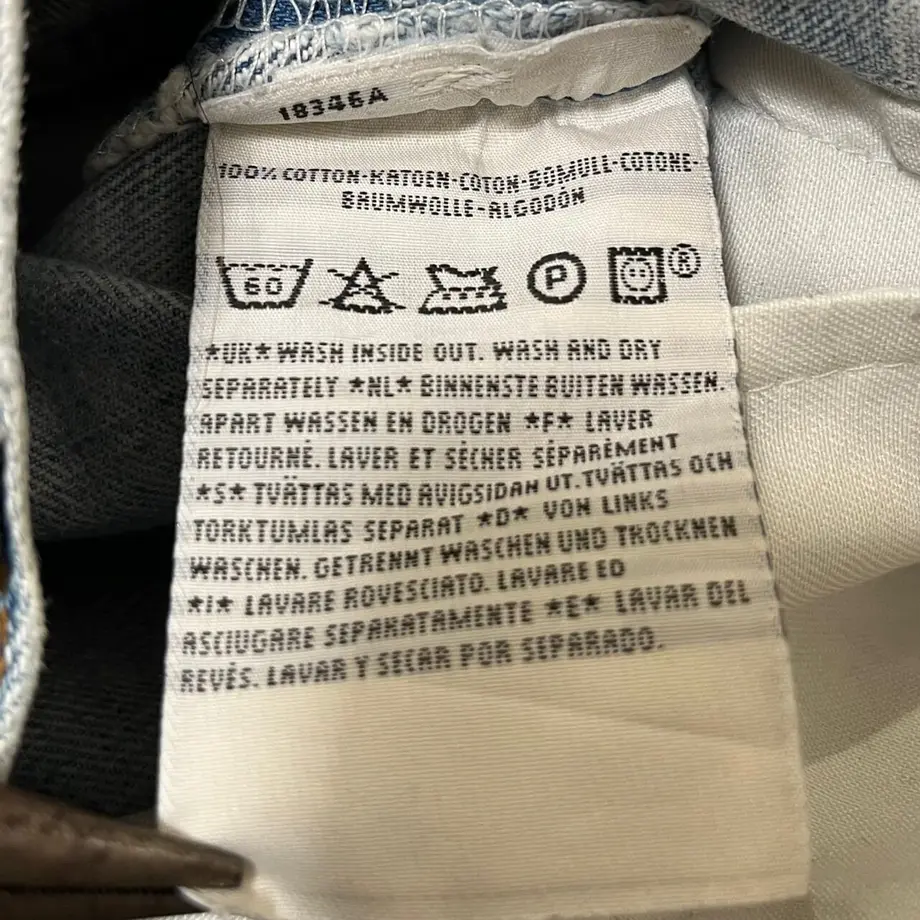 18346A
100% COTTON-KATOEN-COTON-BOMULL-COTONE-
BAUMWOLLE-ALGODÓN
60 P ®
*UK* WASH INSIDE OUT. WASH AND DRY
SEPARATELY *NL* BINNENSTE BUITEN WASSEN.
APART WASSEN EN DROGEN *F* LAVER
RETOURNÉ. LAVER ET SÉCHER SÉPARÈMENT
*S* TVÄTTAS MED AVIGSIDAN UT. TVÄTTAS OCH
TORKTUMLAS SEPARAT *D* VON LINKS
WASCHEN. GETRENNT WASCHEN UND TROCKNEN
*I* LAVARE ROVESCIATO. LAVARE ED
ASCIUGARE SEPARATAMENTE *E* LAVAR DEL
REVÉS. LAVAR Y SECAR POR SEPARADO.